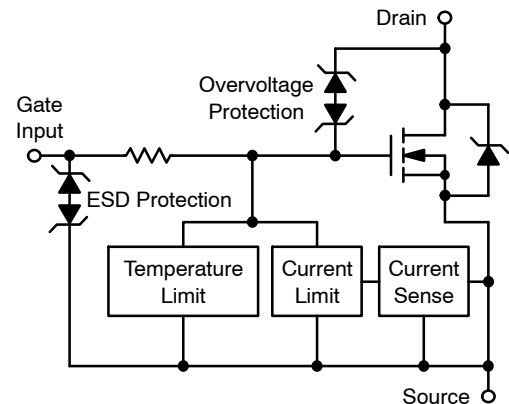 Drain
Overvoltage
Protection
Gate
Input
ESD Protection
Temperature
Limit
Current
Limit
Current
Sense
Source